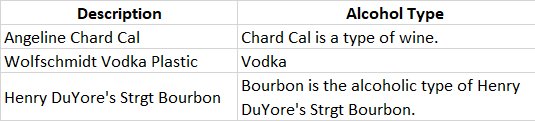 Description Alcohol Type
Angeline Chard Cal Chard Cal is a type of wine.
Wolfschmidt Vodka Plastic Vodka
Henry DuYore's Strgt Bourbon Bourbon is the alcoholic type of Henry
DuYore's Strgt Bourbon.